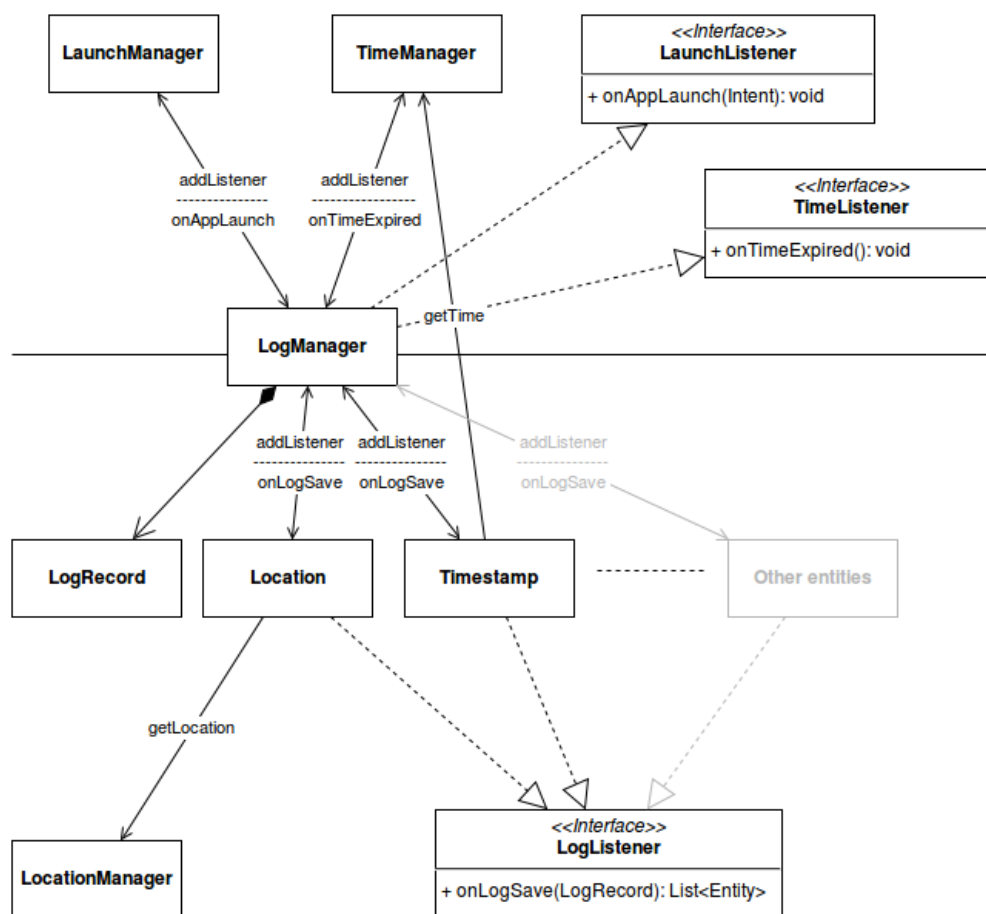 LaunchManager
TimeManager
<<Interface>>
LaunchListener
+ onAppLaunch(Intent): void
addListener
onAppLaunch
addListener
onTimeExpired
<<Interface>>
TimeListener
+ onTimeExpired(): void
getTime
LogManager
addListener
onLogSave
addListener
onLogSave
addListener
onLogSave
LogRecord
Location
Timestamp
Other entities
getLocation
LocationManager
<<Interface>>
LogListener
+ onLogSave(LogRecord): List<Entity>